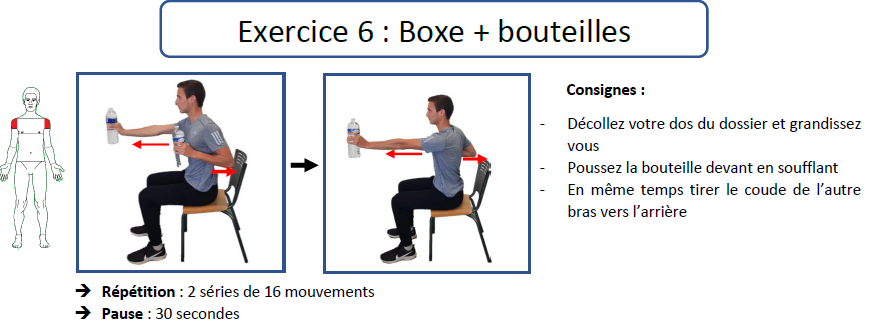 Exercice 6 : Boxe + bouteilles
Consignes :
- Décollez votre dos du dossier et grandissez
vous
- Poussez la bouteille devant en soufflant
- En même temps tirer le coude de l’autre
bras vers l’arrière
➔ Répétition : 2 séries de 16 mouvements
➔ Pause : 30 secondes